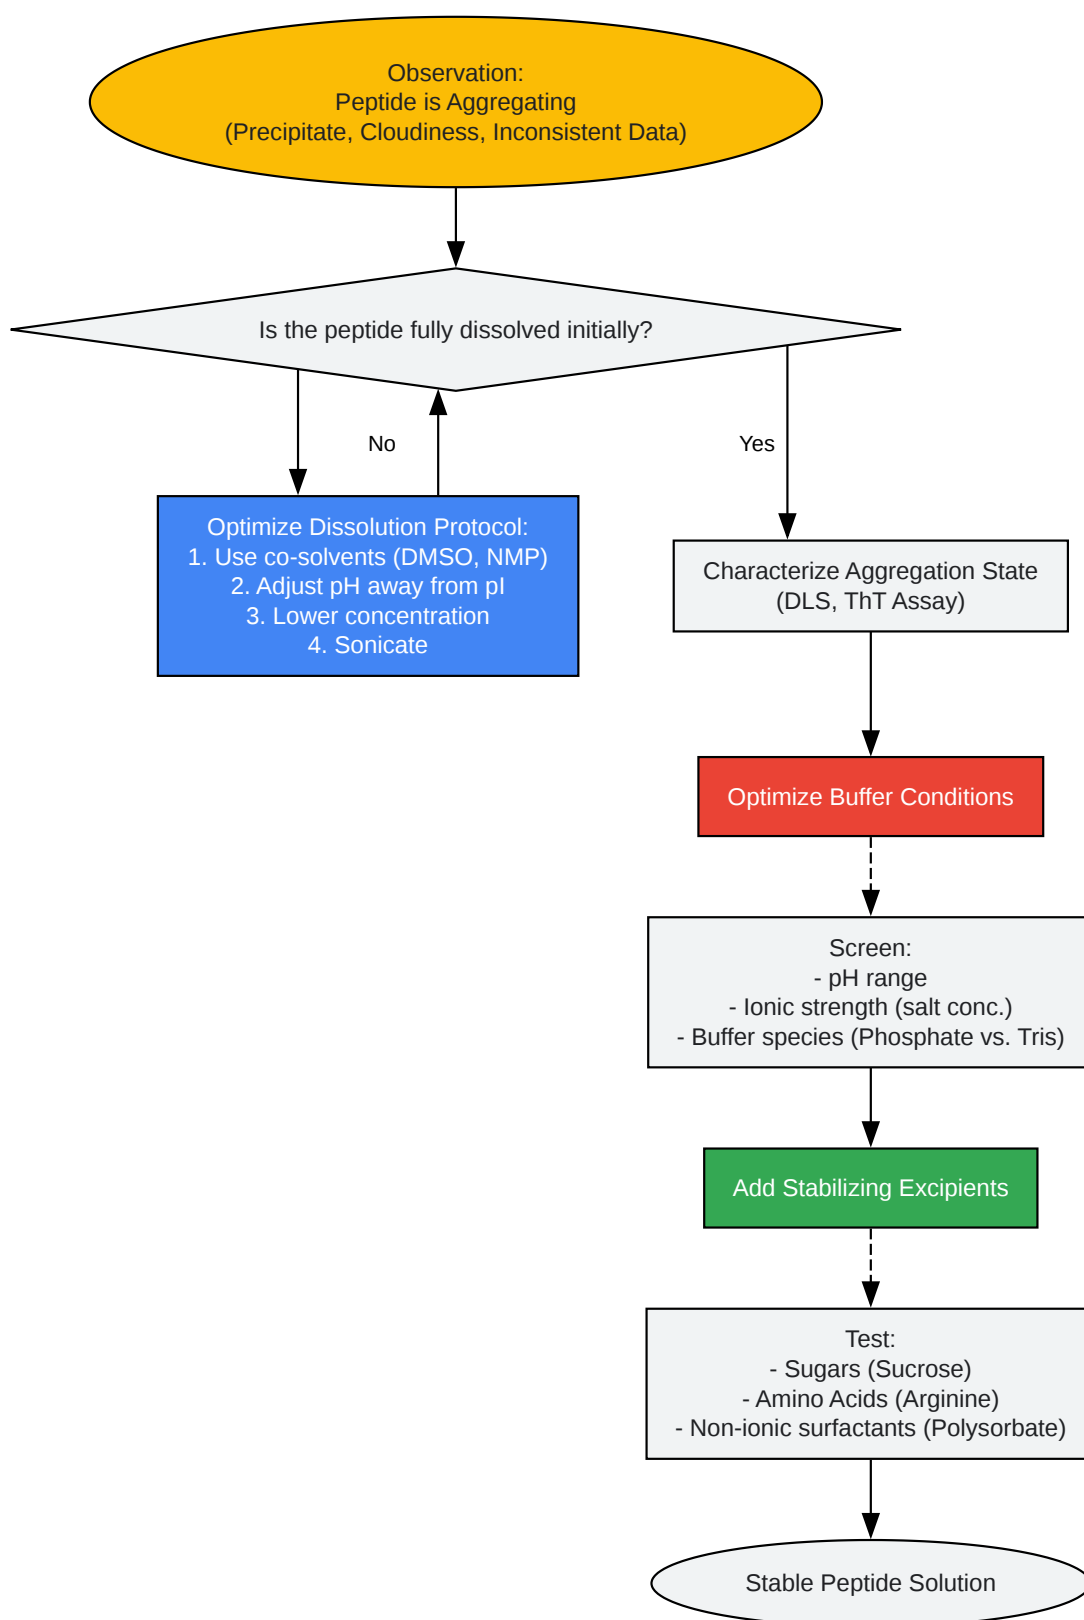 Observation:
Peptide is Aggregating
(Precipitate, Cloudiness, Inconsistent Data)
Is the peptide fully dissolved initially?
No
Yes
Optimize Dissolution Protocol:
1. Use co-solvents (DMSO, NMP)
2. Adjust pH away from pI
3. Lower concentration
4. Sonicate
Characterize Aggregation State
(DLS, ThT Assay)
Optimize Buffer Conditions
Screen:
- pH range
- Ionic strength (salt conc.)
- Buffer species (Phosphate vs. Tris)
Add Stabilizing Excipients
Test:
- Sugars (Sucrose)
- Amino Acids (Arginine)
- Non-ionic surfactants (Polysorbate)
Stable Peptide Solution